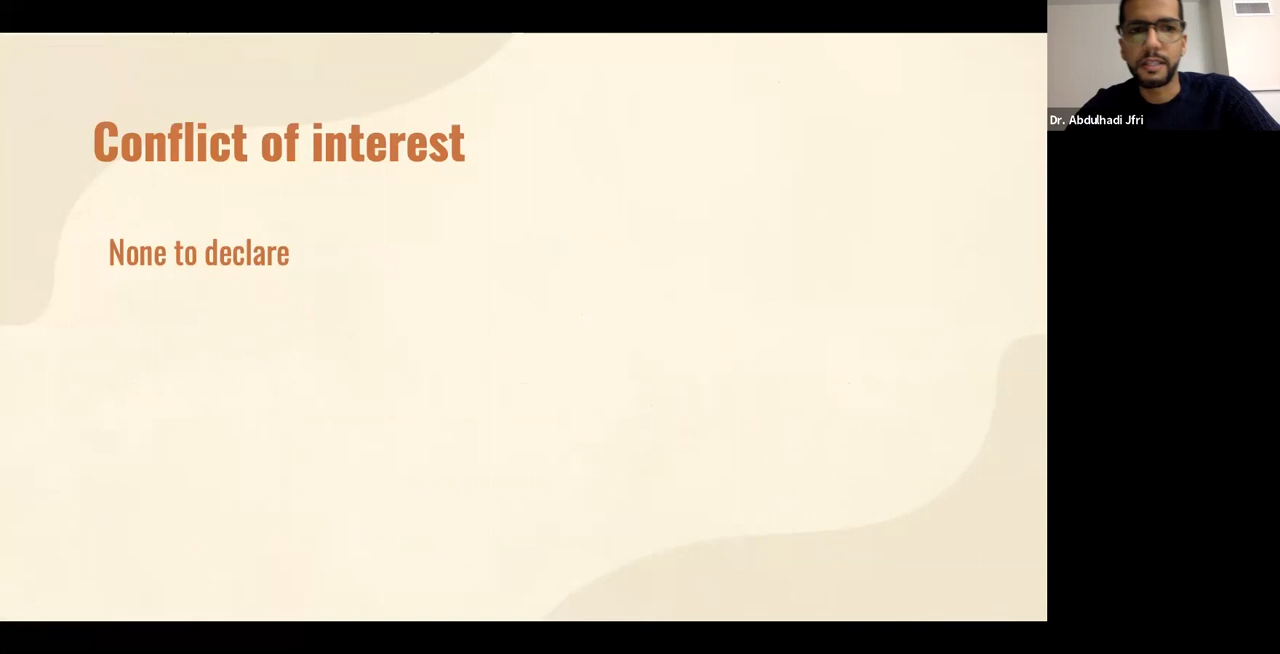 Conflict of interest
None to declare
Dr. Abdulhadi Jfri